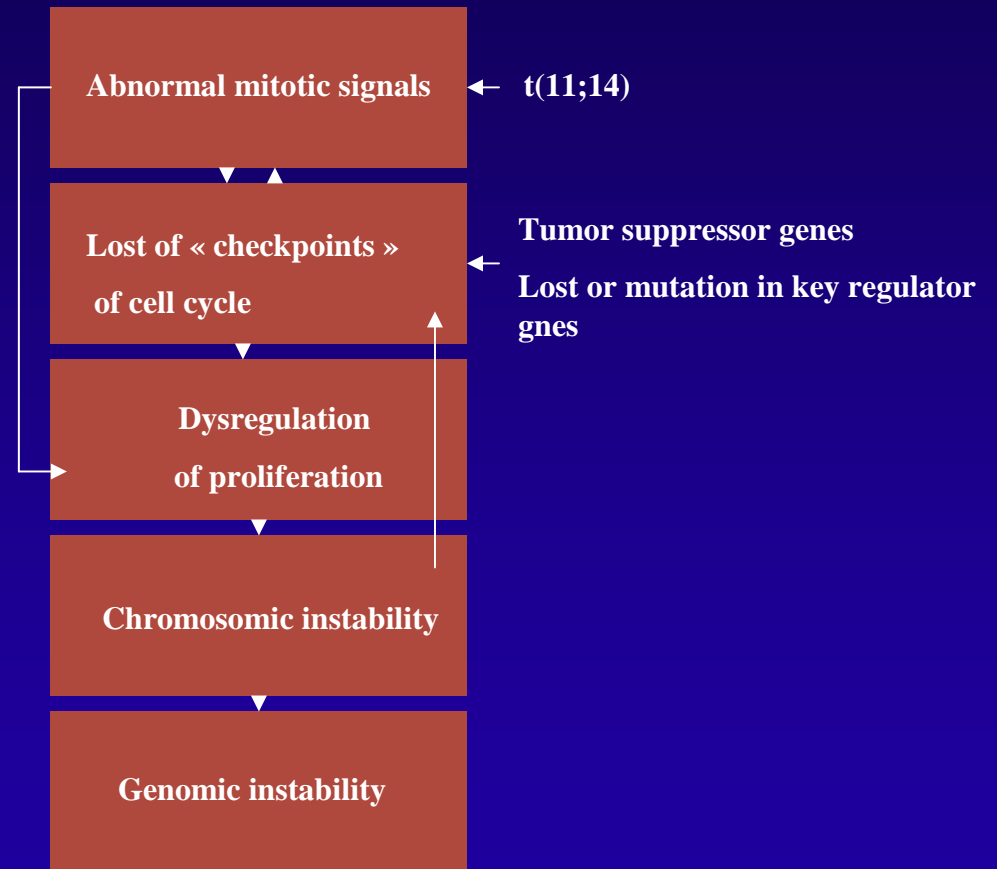 Abnormal mitotic signals
t(11;14)
Lost of « checkpoints »
of cell cycle
Tumor suppressor genes
Lost or mutation in key regulator
gnes
Dysregulation
of proliferation
Chromosomic instability
Genomic instability